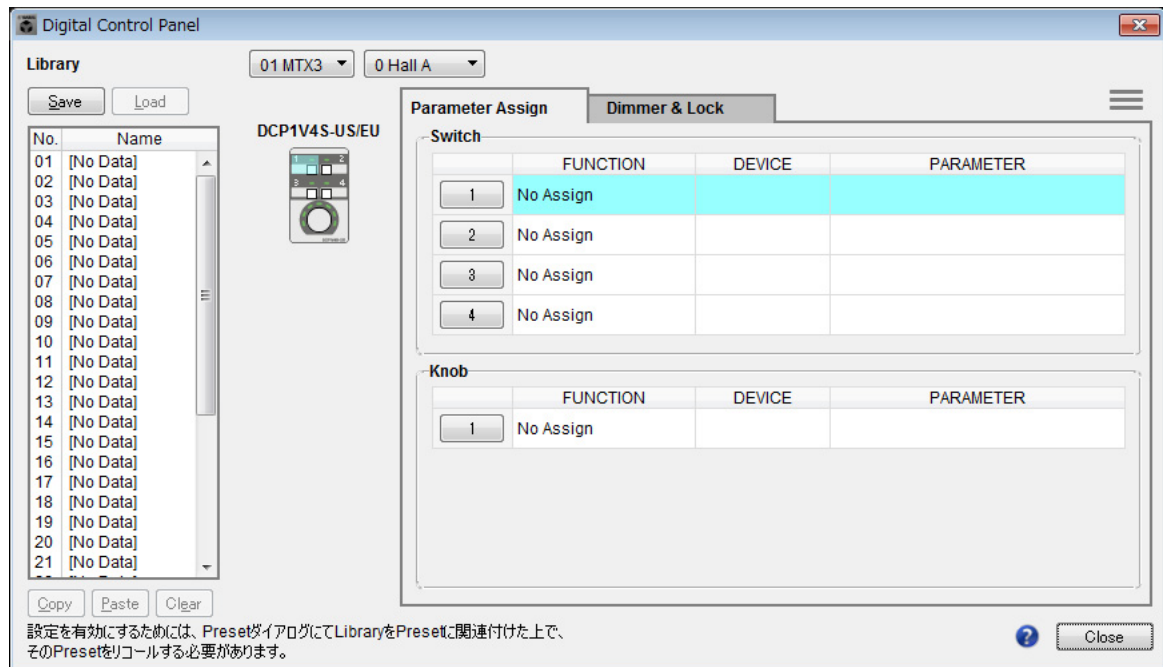 Digital Control Panel
Library
01 MTX3
0 Hall A
Save
Load
No. Name
01 [No Data]
02 [No Data]
03 [No Data]
04 [No Data]
05 [No Data]
06 [No Data]
07 [No Data]
08 [No Data]
09 [No Data]
10 [No Data]
11 [No Data]
12 [No Data]
13 [No Data]
14 [No Data]
15 [No Data]
16 [No Data]
17 [No Data]
18 [No Data]
19 [No Data]
20 [No Data]
21 [No Data]
Copy
Paste
Clear
DCP1V4S-US/EU
1 2
3 4
Parameter Assign
Dimmer & Lock
Switch
FUNCTION DEVICE PARAMETER
1 No Assign
2 No Assign
3 No Assign
4 No Assign
Knob
FUNCTION DEVICE PARAMETER
1 No Assign
設定を有効にするためには、PresetダイアログにてLibraryをPresetに関連付けた上で、
そのPresetをリコールする必要があります。
?
Close